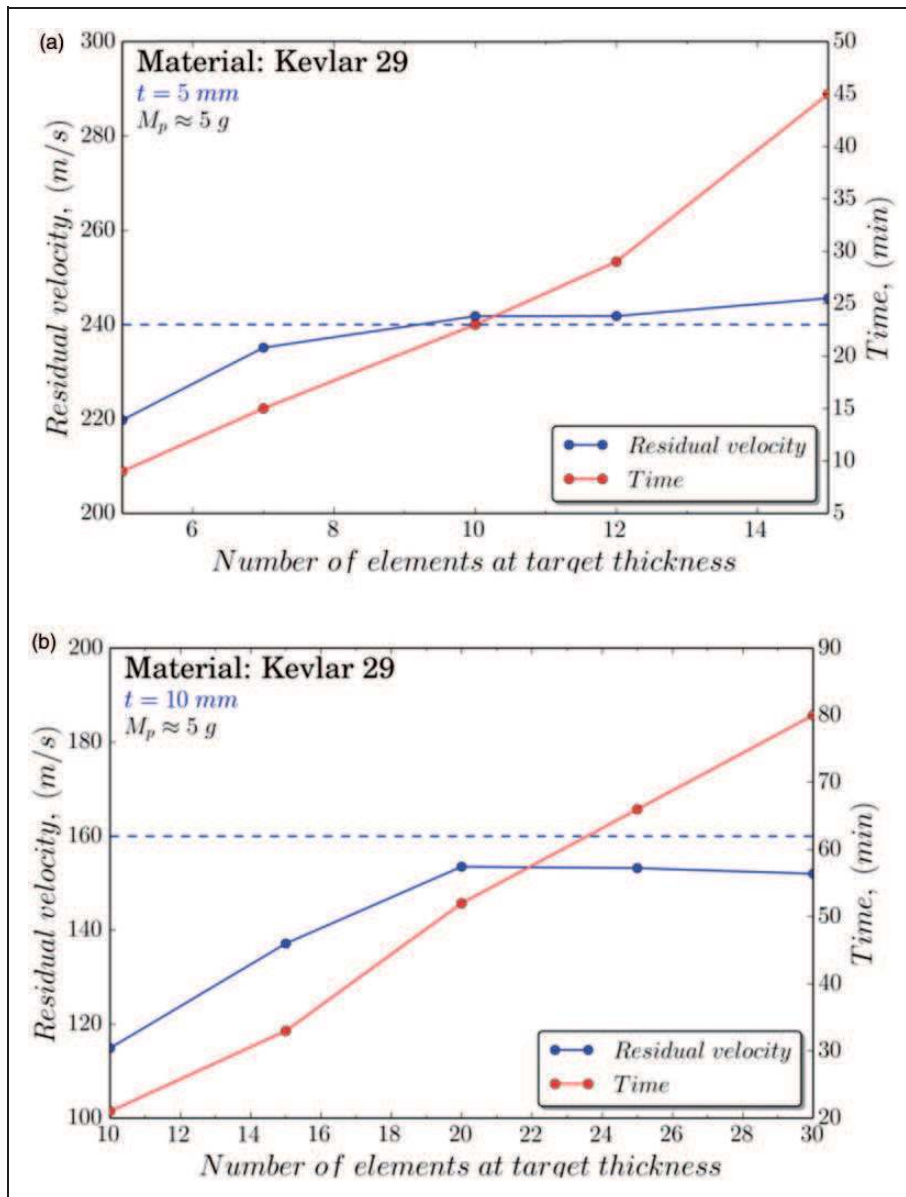 (a)
Material: Kevlar 29
t = 5 mm
M_p ≈ 5 g
Residual velocity, (m/s)
300
280
260
240
220
200
50
45
40
35
30
25
20
15
10
5
Time, (min)
Residual velocity
Time
6 8 10 12 14
Number of elements at target thickness
(b)
Material: Kevlar 29
t = 10 mm
M_p ≈ 5 g
Residual velocity, (m/s)
200
180
160
140
120
100
90
80
70
60
50
40
30
20
Time, (min)
Residual velocity
Time
10 12 14 16 18 20 22 24 26 28 30
Number of elements at target thickness